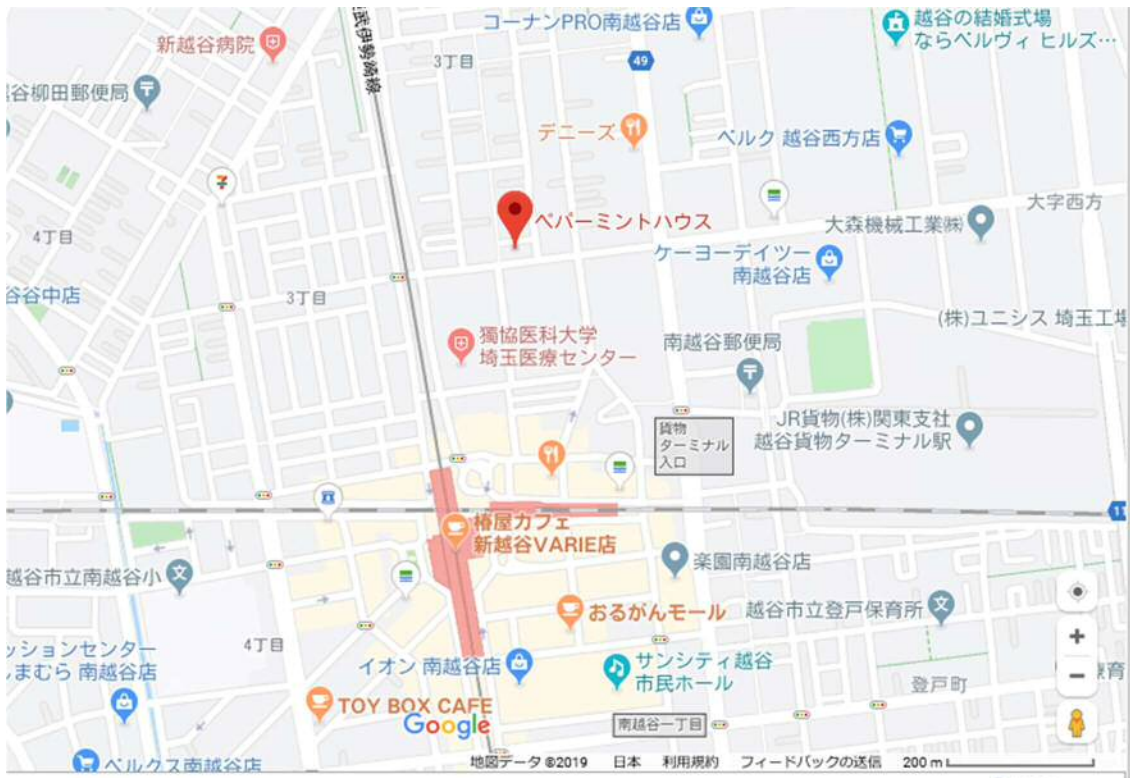 コーナンPRO南越谷店
越谷の結婚式場
ならベルヴィ ヒルズ…
新越谷病院
武伊勢崎線
3丁目
49
谷柳田郵便局
デニーズ
ベルク 越谷西方店
大字西方
ペパーミントハウス
大森機械工業㈱
4丁目
ケーヨーデイツー
南越谷店
谷谷中店
3丁目
(株)ユニシス 埼玉工場
獨協医科大学
埼玉医療センター
南越谷郵便局
貨物
ターミナル
入口
JR貨物(株)関東支社
越谷貨物ターミナル駅
11
椿屋カフェ
新越谷VARIE店
楽園南越谷店
越谷市立南越谷小
おるがんモール
越谷市立登戸保育所
4丁目
ッションセンター
しまむら 南越谷店
イオン 南越谷店
サンシティ越谷
市民ホール
療育
登戸町
TOY BOX CAFE
Google
南越谷一丁目
ベルクス南越谷店
地図データ ©2019
日本
利用規約
フィードバックの送信
200 m